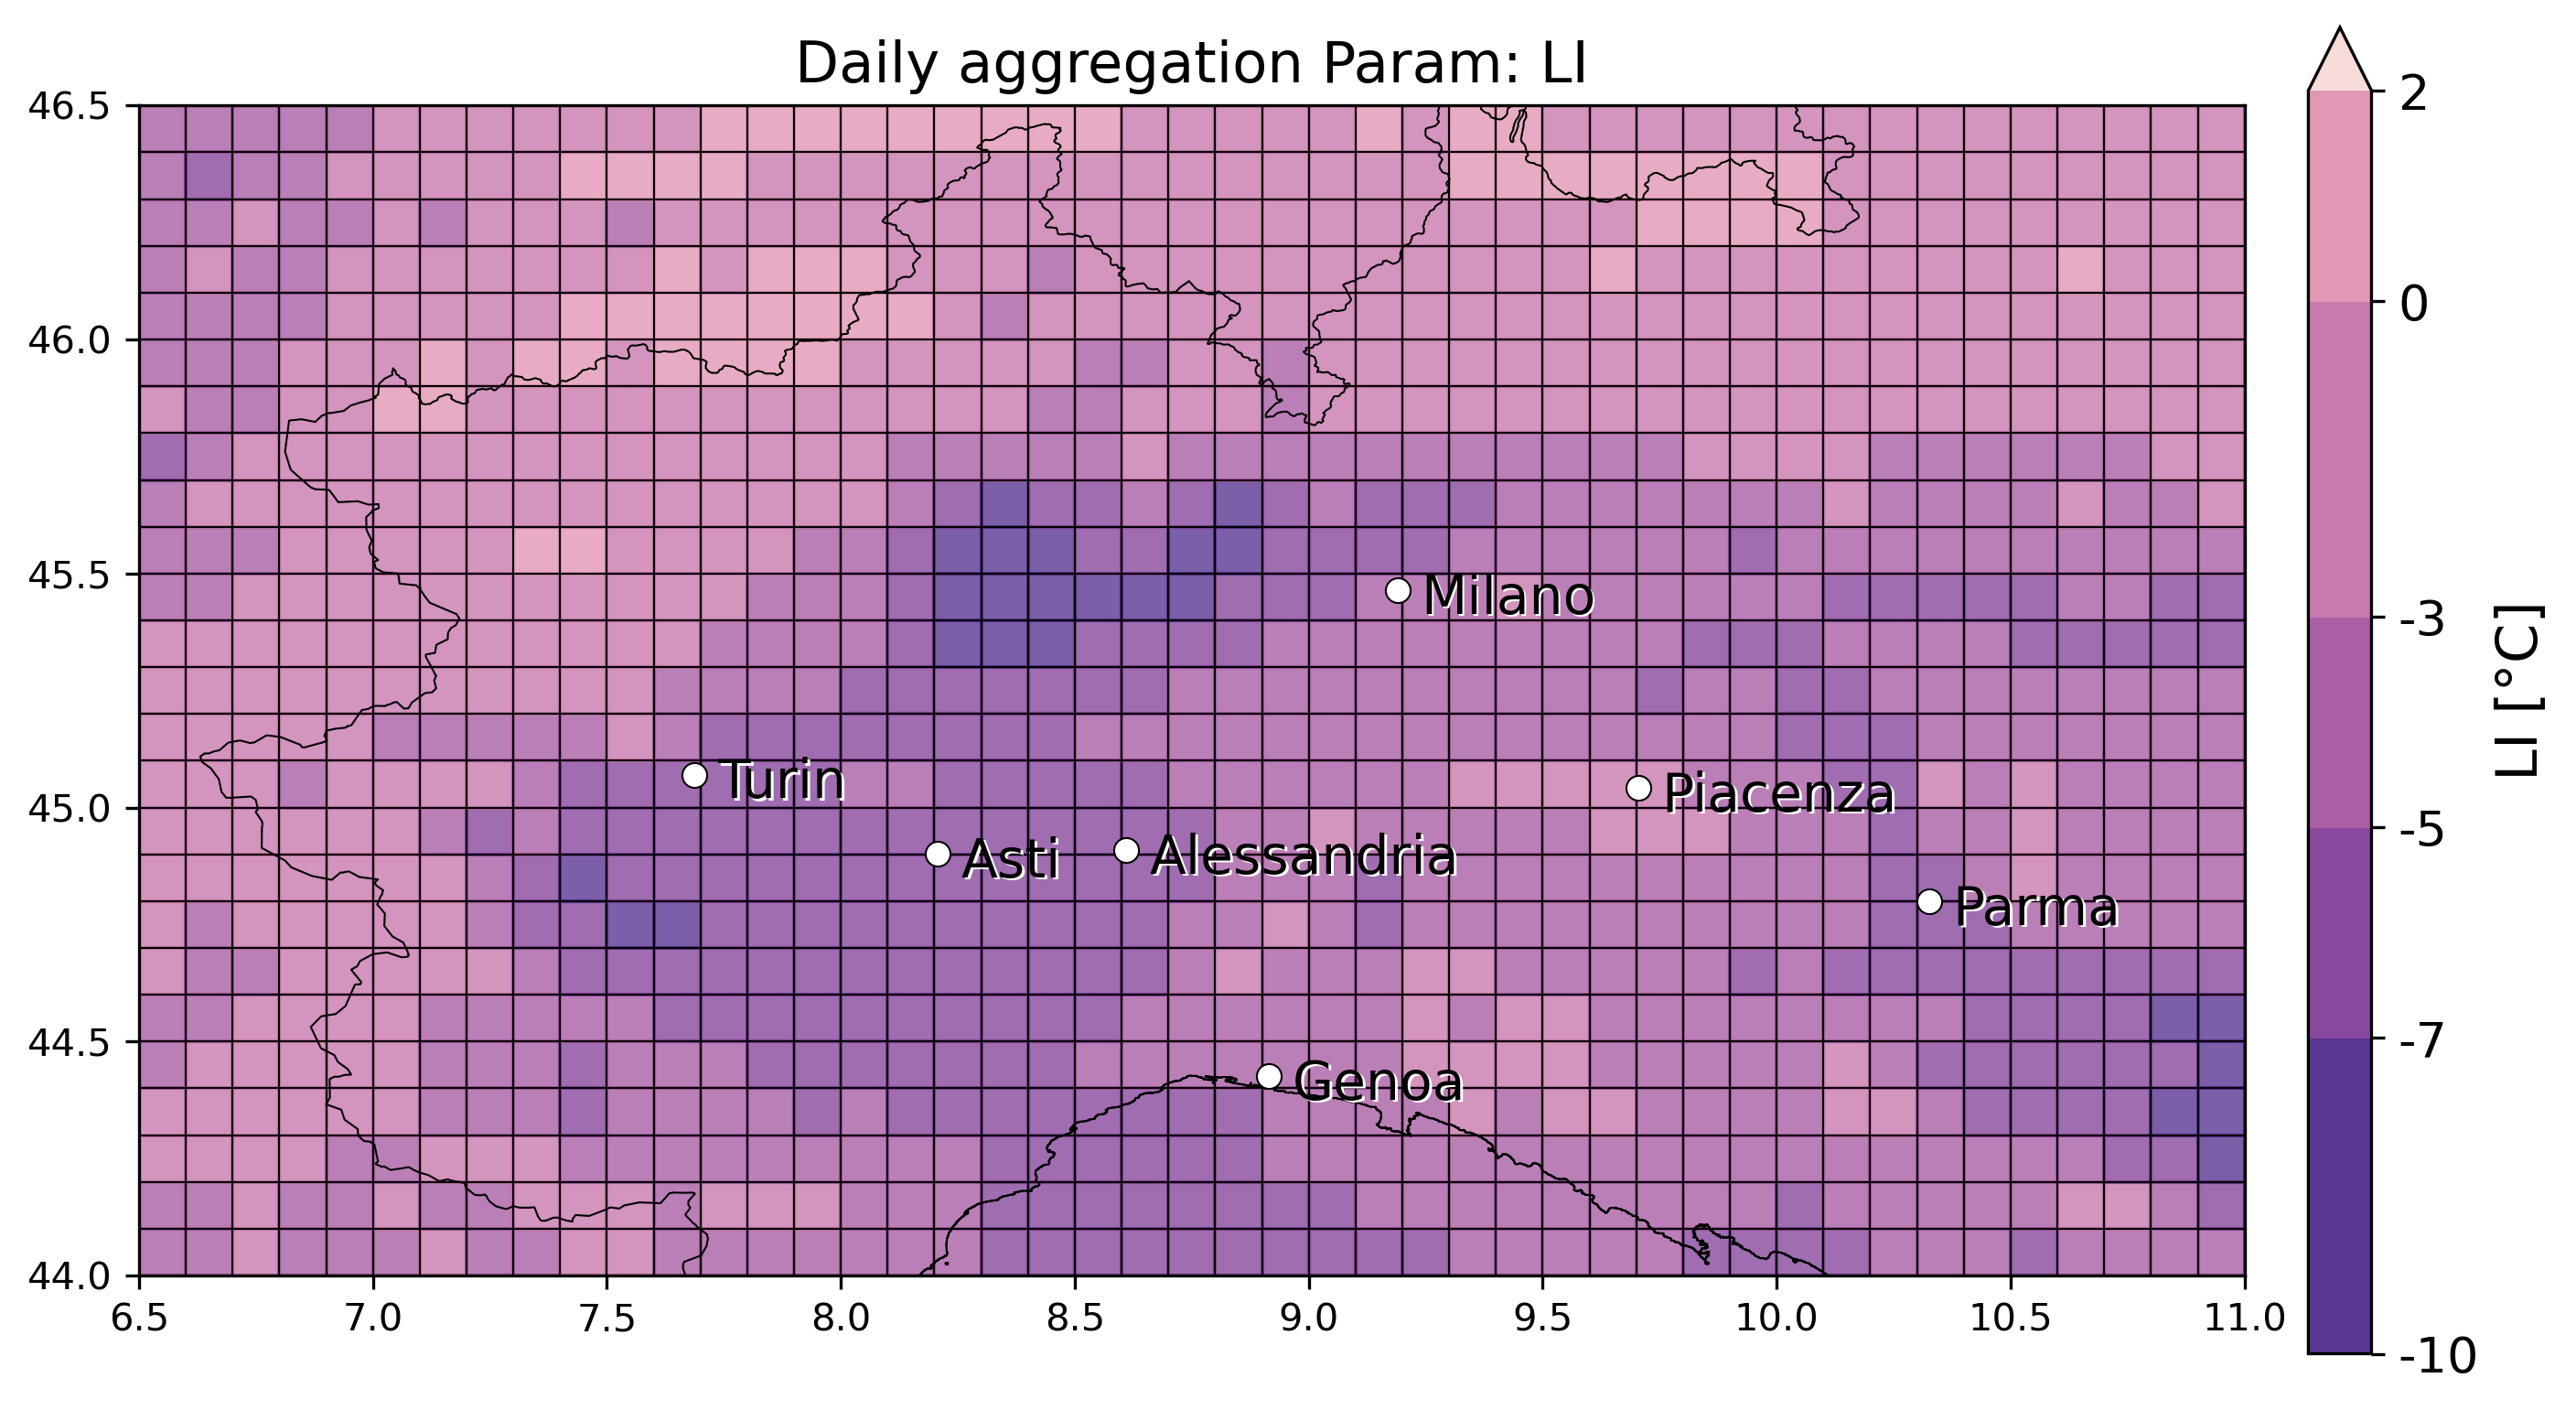 Daily aggregation Param: LI
46.5
46.0
45.5
45.0
44.5
44.0
6.5 7.0 7.5 8.0 8.5 9.0 9.5 10.0 10.5 11.0
Milano
Turin
Piacenza
Asti
Alessandria
Parma
Genoa
2
0
-3
-5
-7
-10
LI [°C]